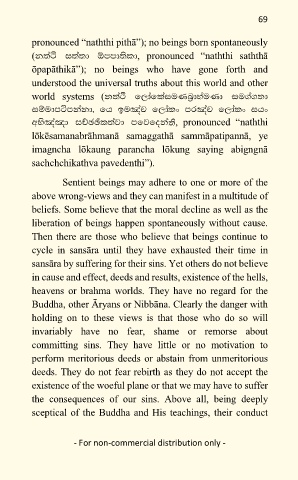 69
pronounced “naththi pithā”); no beings born spontaneously
(නත්ථි සත්තා ඕපපාතිකා, pronounced “naththi saththā
ōpapāthikā”); no beings who have gone forth and
understood the universal truths about this world and other
world systems (නත්ථි ලෝකේසමණබ්‍රාහ්මණා සමග්ගතා
සම්මාපටිපන්නා, යෙ ඉමඤ්ච ලෝකං පරඤ්ච ලෝකං සයං
අභිඤ්ඤා සච්ඡිකත්වා පවෙදෙන්ති, pronounced “naththi
lōkēsamanabrāhmanā samaggathā sammāpatipannā, ye
imagncha lōkaung parancha lōkung saying abigngnā
sachchchikathva pavedenthi”).
Sentient beings may adhere to one or more of the
above wrong-views and they can manifest in a multitude of
beliefs. Some believe that the moral decline as well as the
liberation of beings happen spontaneously without cause.
Then there are those who believe that beings continue to
cycle in sansāra until they have exhausted their time in
sansāra by suffering for their sins. Yet others do not believe
in cause and effect, deeds and results, existence of the hells,
heavens or brahma worlds. They have no regard for the
Buddha, other Āryans or Nibbāna. Clearly the danger with
holding on to these views is that those who do so will
invariably have no fear, shame or remorse about
committing sins. They have little or no motivation to
perform meritorious deeds or abstain from unmeritorious
deeds. They do not fear rebirth as they do not accept the
existence of the woeful plane or that we may have to suffer
the consequences of our sins. Above all, being deeply
sceptical of the Buddha and His teachings, their conduct
- For non-commercial distribution only -